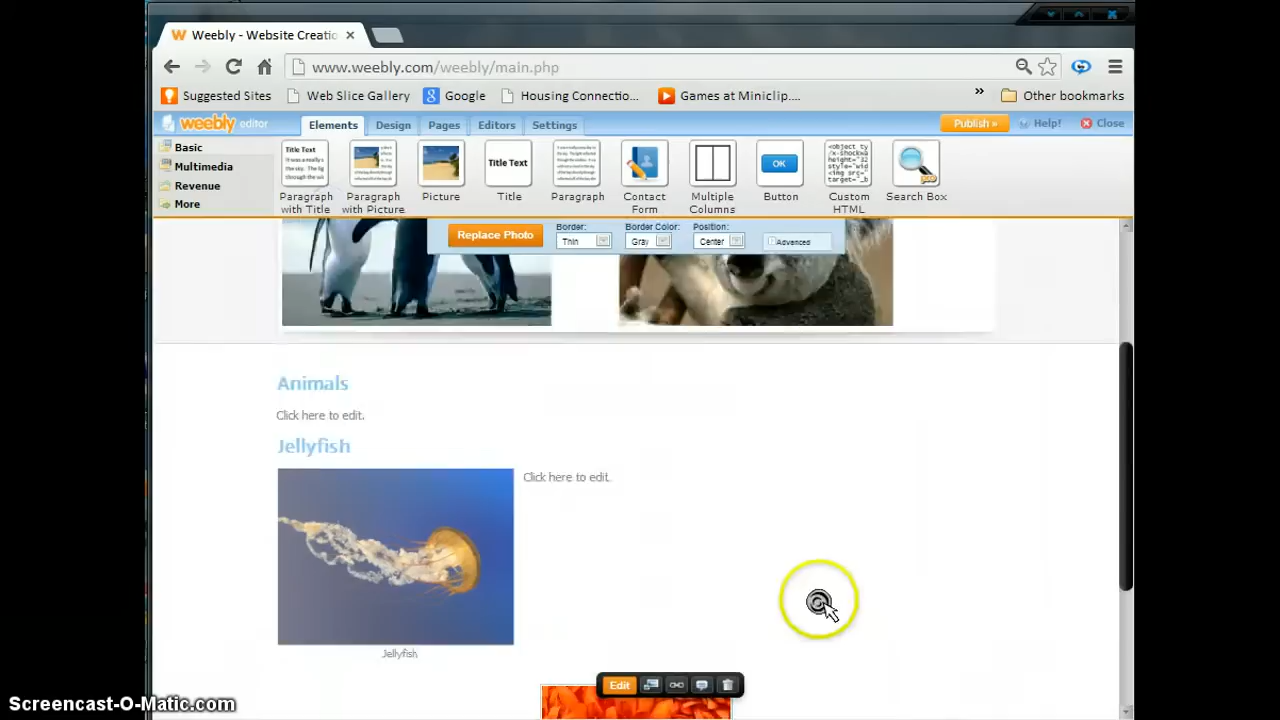 Weebly - Website Creatio
www.weebly.com/weebly/main.php
Suggested Sites Web Slice Gallery Google Housing Connectio... Games at Miniclip.... » Other bookmarks
weebly editor Elements Design Pages Editors Settings Publish » Help! Close
Basic
Multimedia
Revenue
More
Title Text
Title Text
OK
Paragraph with Title
Paragraph with Picture
Picture
Title
Paragraph
Contact Form
Multiple Columns
Button
Custom HTML
Search Box
Replace Photo
Border: Thin
Border Color: Gray
Position: Center
Advanced
Animals
Click here to edit.
Jellyfish
Click here to edit.
Jellyfish
Edit
Screencast-O-Matic.com